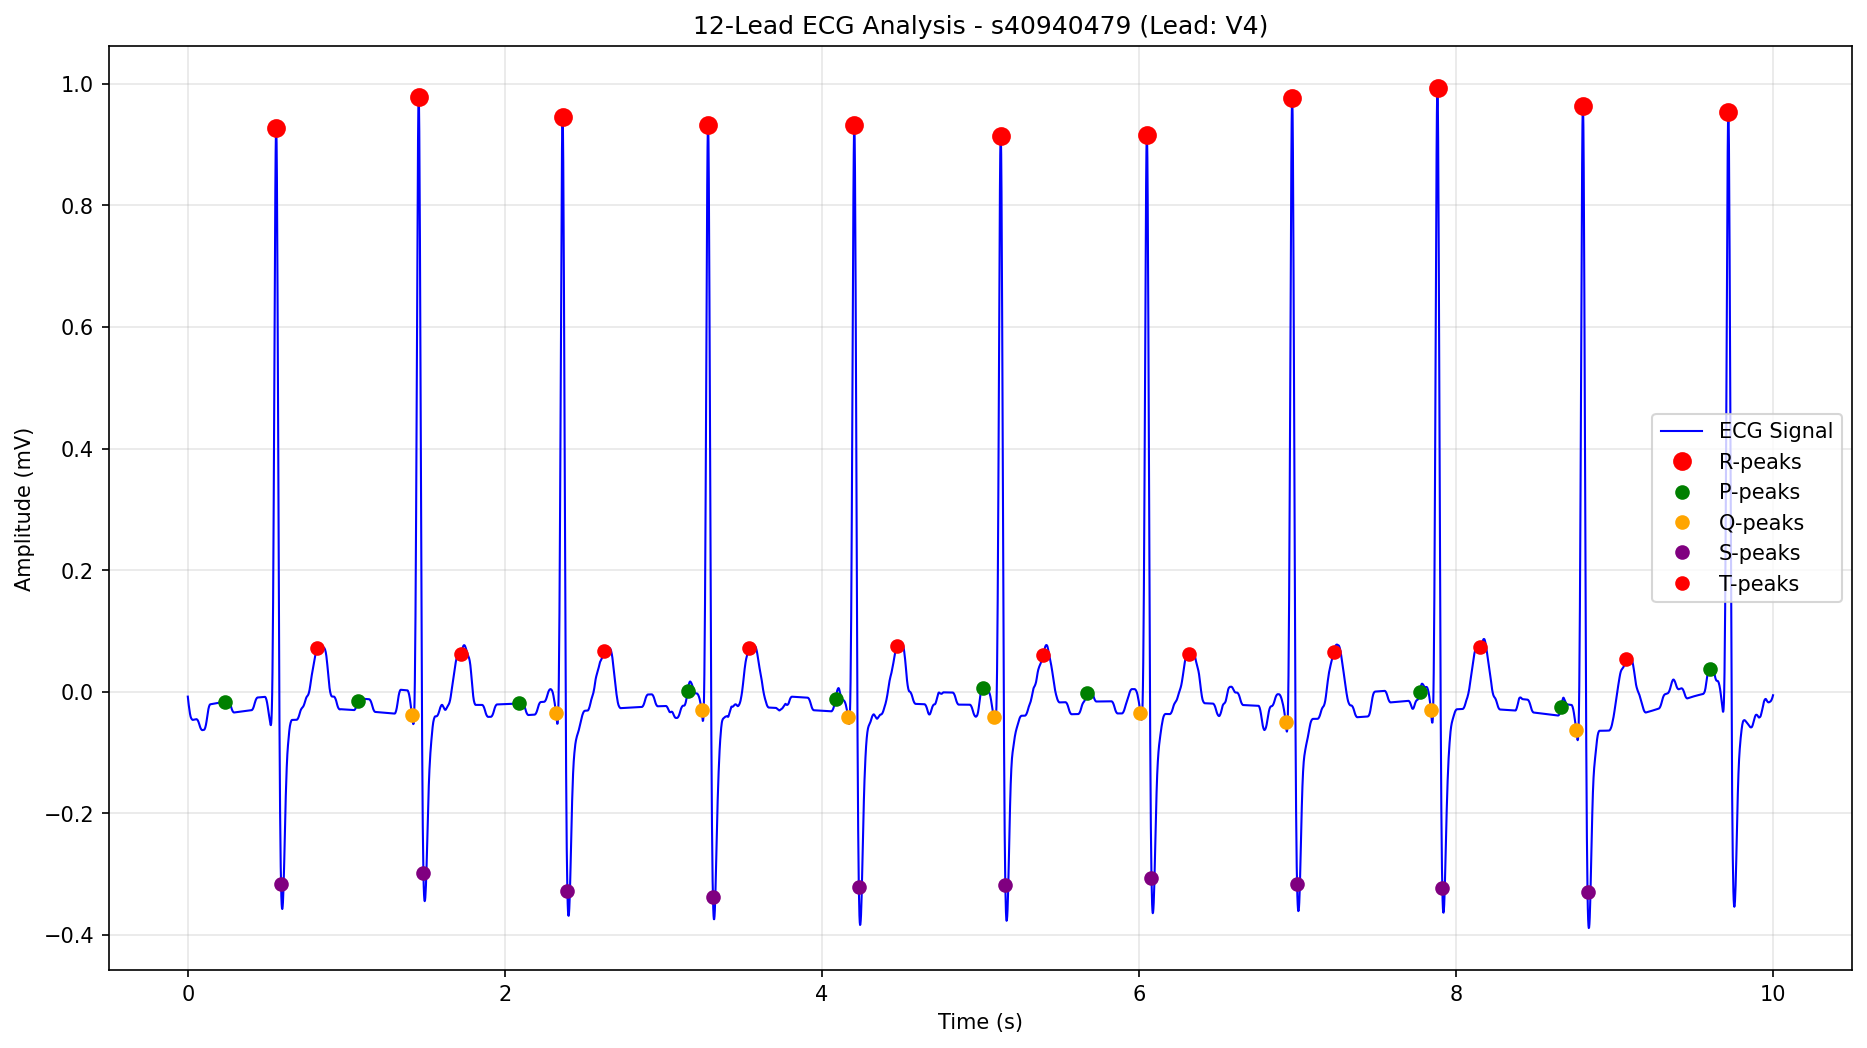 12-Lead ECG Analysis - s40940479 (Lead: V4)
1.0
0.8
0.6
0.4
0.2
0.0
−0.2
−0.4
Amplitude (mV)
ECG Signal
R-peaks
P-peaks
Q-peaks
S-peaks
T-peaks
0 2 4 6 8 10
Time (s)